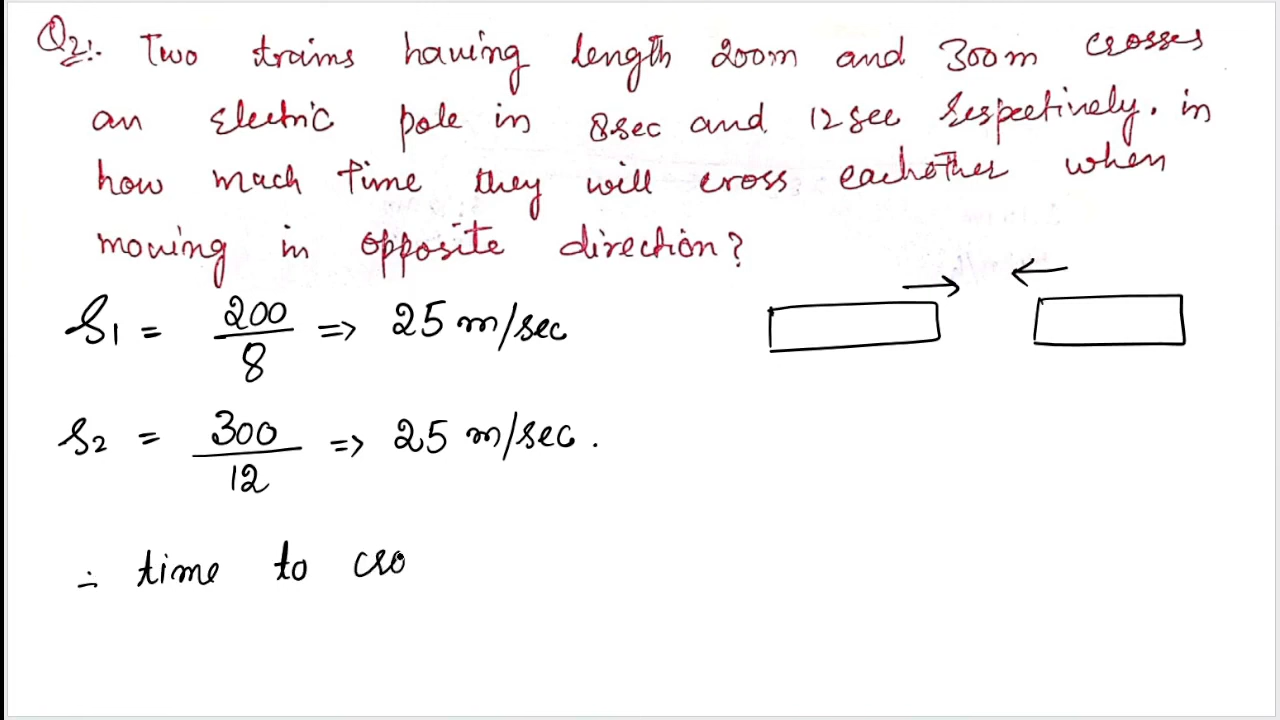 Q2:. Two trains having length 200m and 300m crosses
an Electric pole in 8sec and 12sec respectively. in
how much time they will cross eachother when
moving in opposite direction?
S1 = 200/8 => 25 m/sec
S2 = 300/12 => 25 m/sec.
∴ time to cro